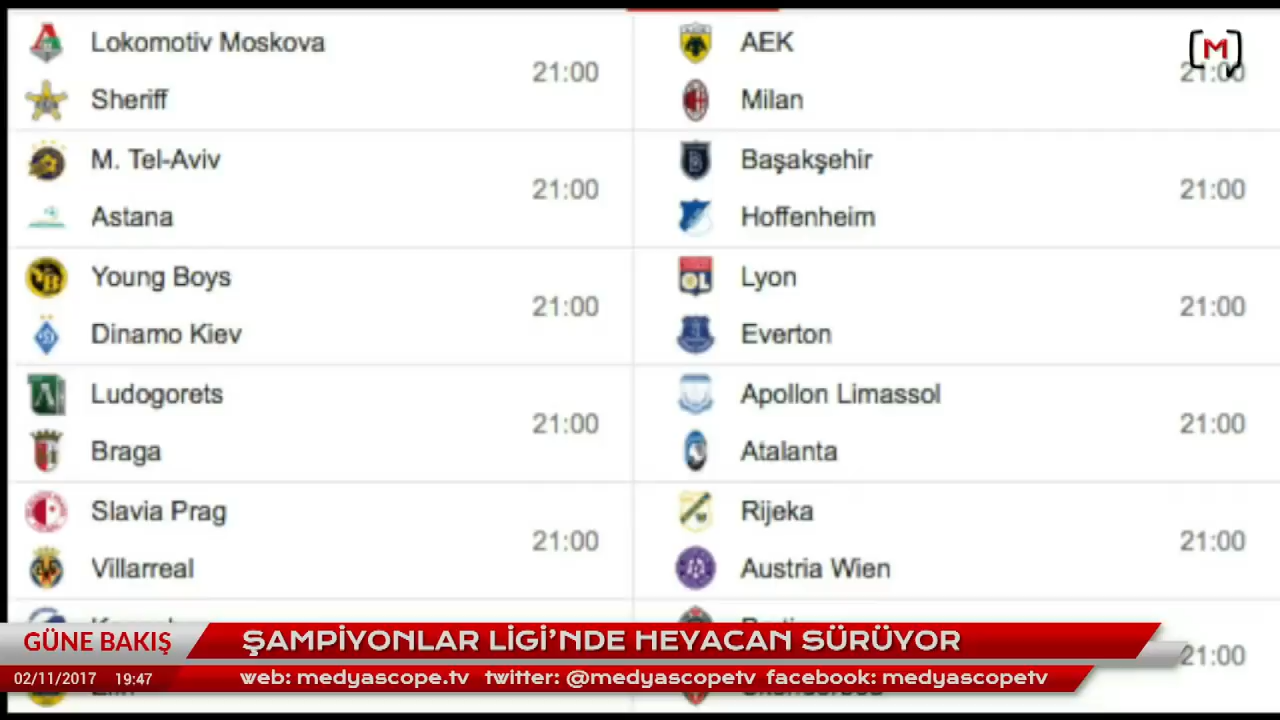 Lokomotiv Moskova
21:00
Sheriff
AEK
21:00
Milan
M
M. Tel-Aviv
21:00
Astana
Başakşehir
21:00
Hoffenheim
Young Boys
21:00
Dinamo Kiev
Lyon
21:00
Everton
Ludogorets
21:00
Braga
Apollon Limassol
21:00
Atalanta
Slavia Prag
21:00
Villarreal
Rijeka
21:00
Austria Wien
21:00
GÜNE BAKIŞ
ŞAMPİYONLAR LİGİ'NDE HEYACAN SÜRÜYOR
02/11/2017 19:47
web: medyascope.tv twitter: @medyascopetv facebook: medyascopetv